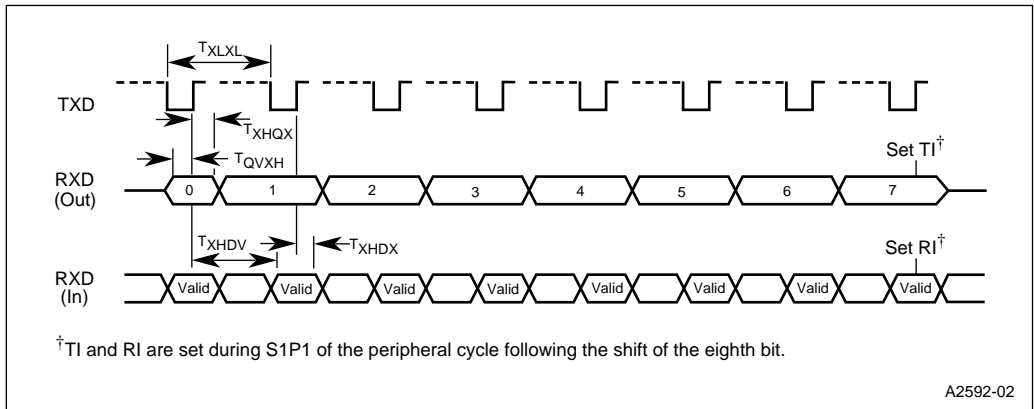 TXLXL
TXD
TXHQX
TQVXH
Set TI†
RXD
(Out)
0 1 2 3 4 5 6 7
TXHDV
TXHDX
Set RI†
RXD
(In)
Valid Valid Valid Valid Valid Valid Valid Valid
†TI and RI are set during S1P1 of the peripheral cycle following the shift of the eighth bit.
A2592-02